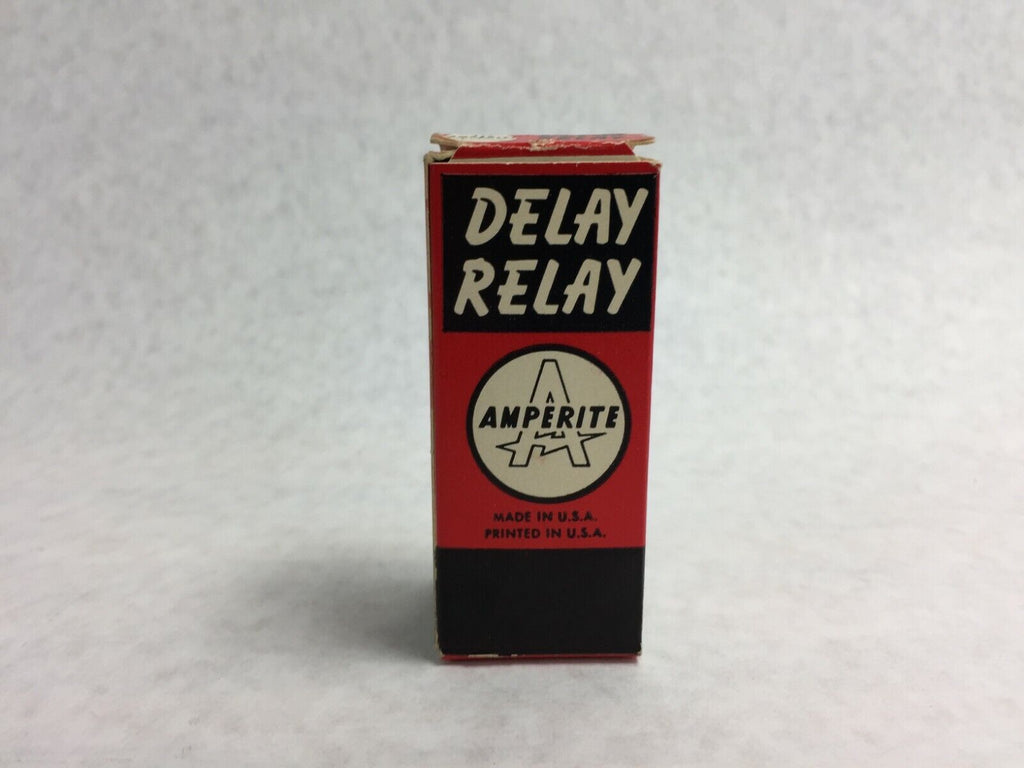 DELAY
RELAY
AMPERITE
MADE IN U.S.A.
PRINTED IN U.S.A.